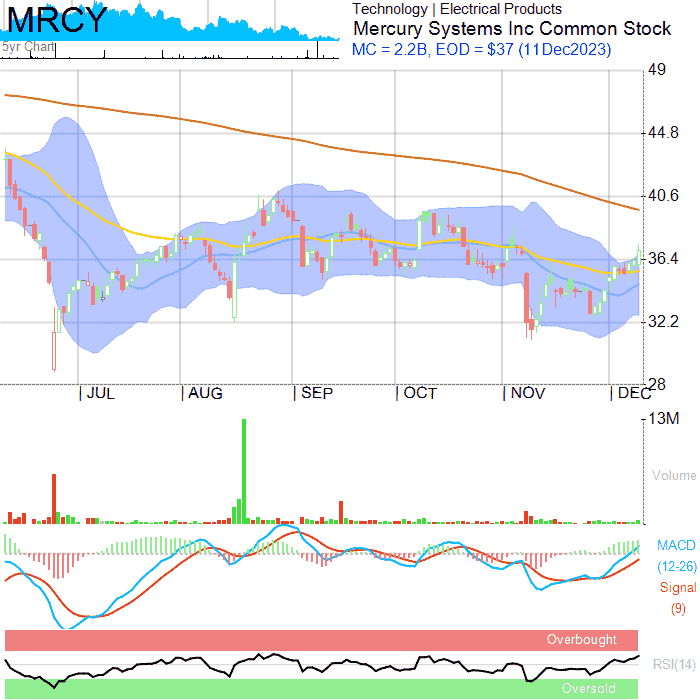 MRCY
5yr Chart
Technology | Electrical Products
Mercury Systems Inc Common Stock
MC = 2.2B, EOD = $37 (11Dec2023)
49
44.8
40.6
36.4
32.2
28
| JUL | AUG | SEP | OCT | NOV | DEC
13M
Volume
MACD
(12-26)
Signal
(9)
Overbought
RSI(14)
Oversold